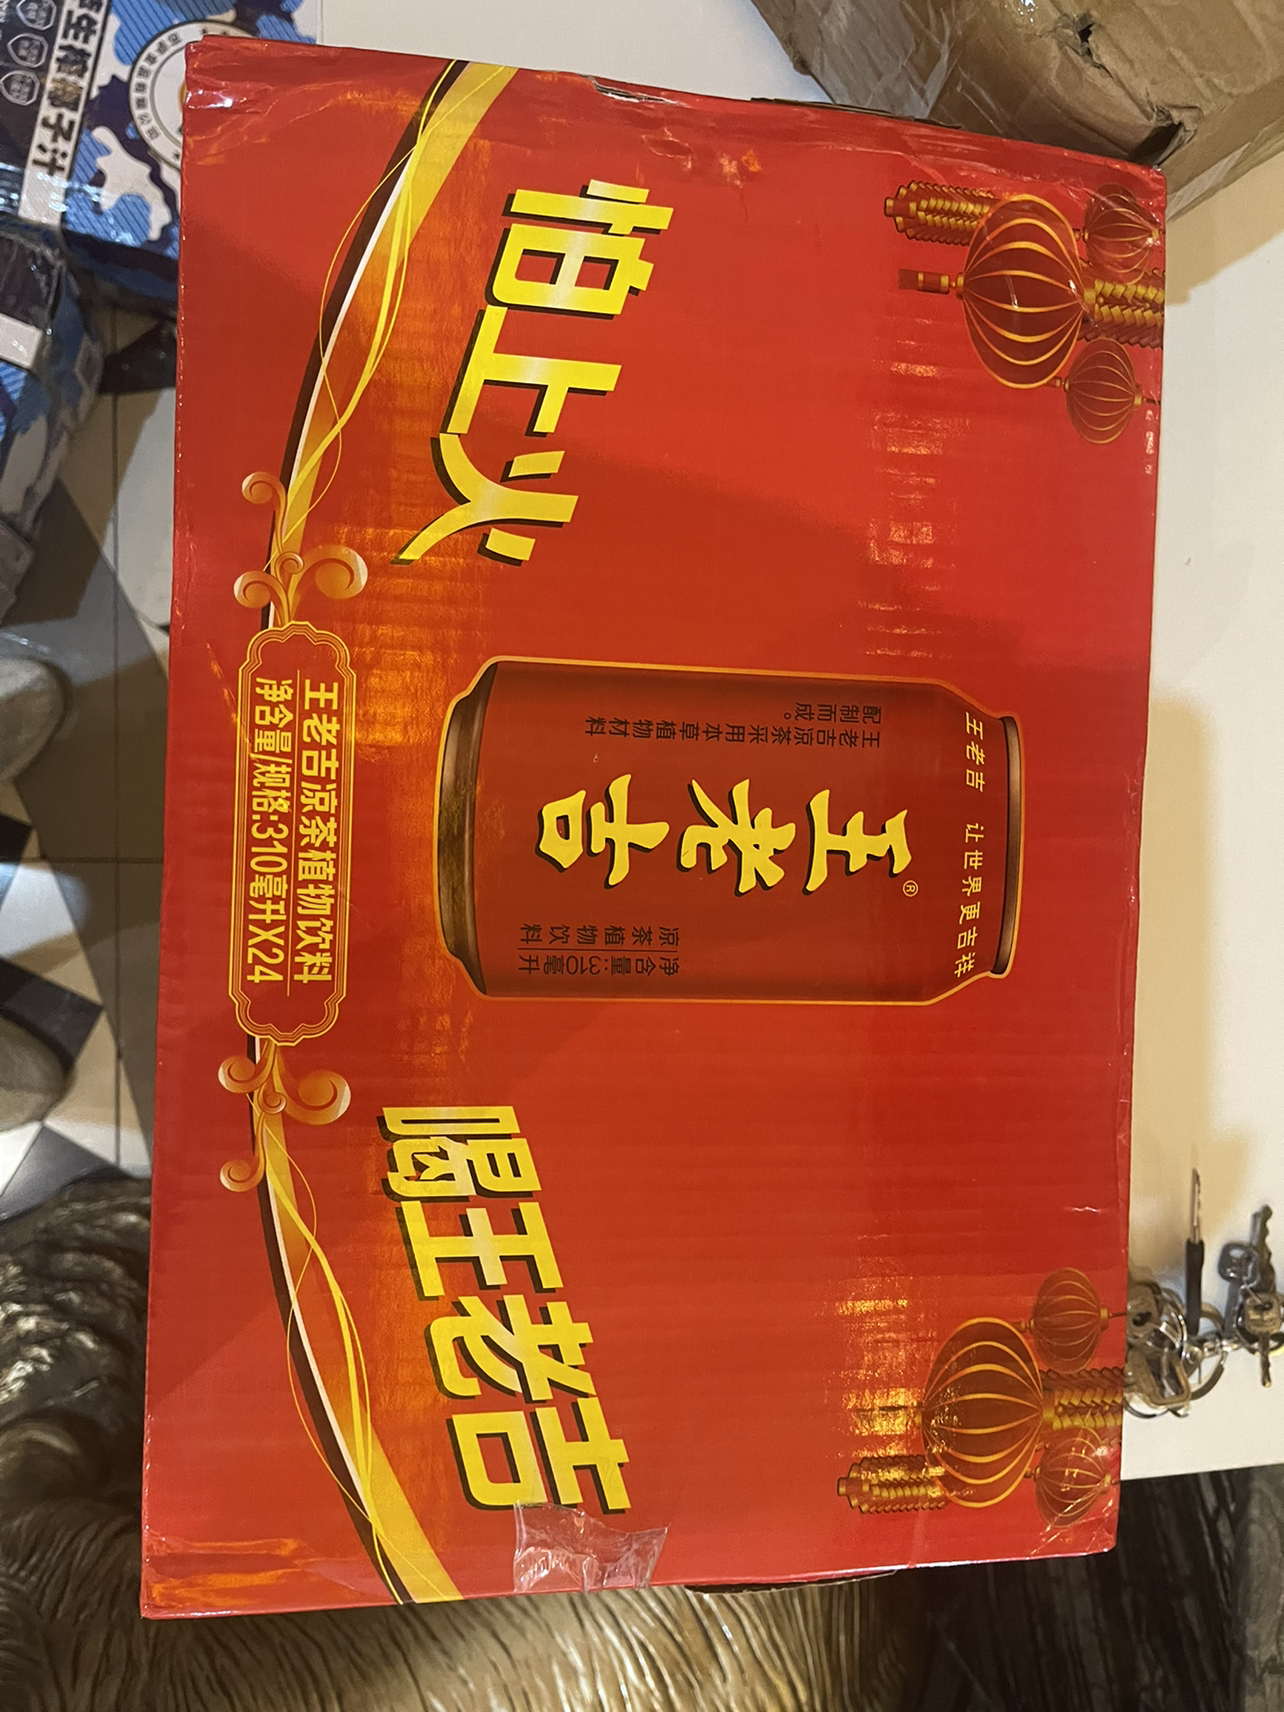 怕上火
喝王老吉
王老吉 让世界更吉祥
王老吉®
王老吉凉茶采用本草植物材料
配制而成。
凉茶植物饮料
净含量:310毫升
王老吉凉茶植物饮料
净含量/规格:310毫升X24
生榨椰子汁